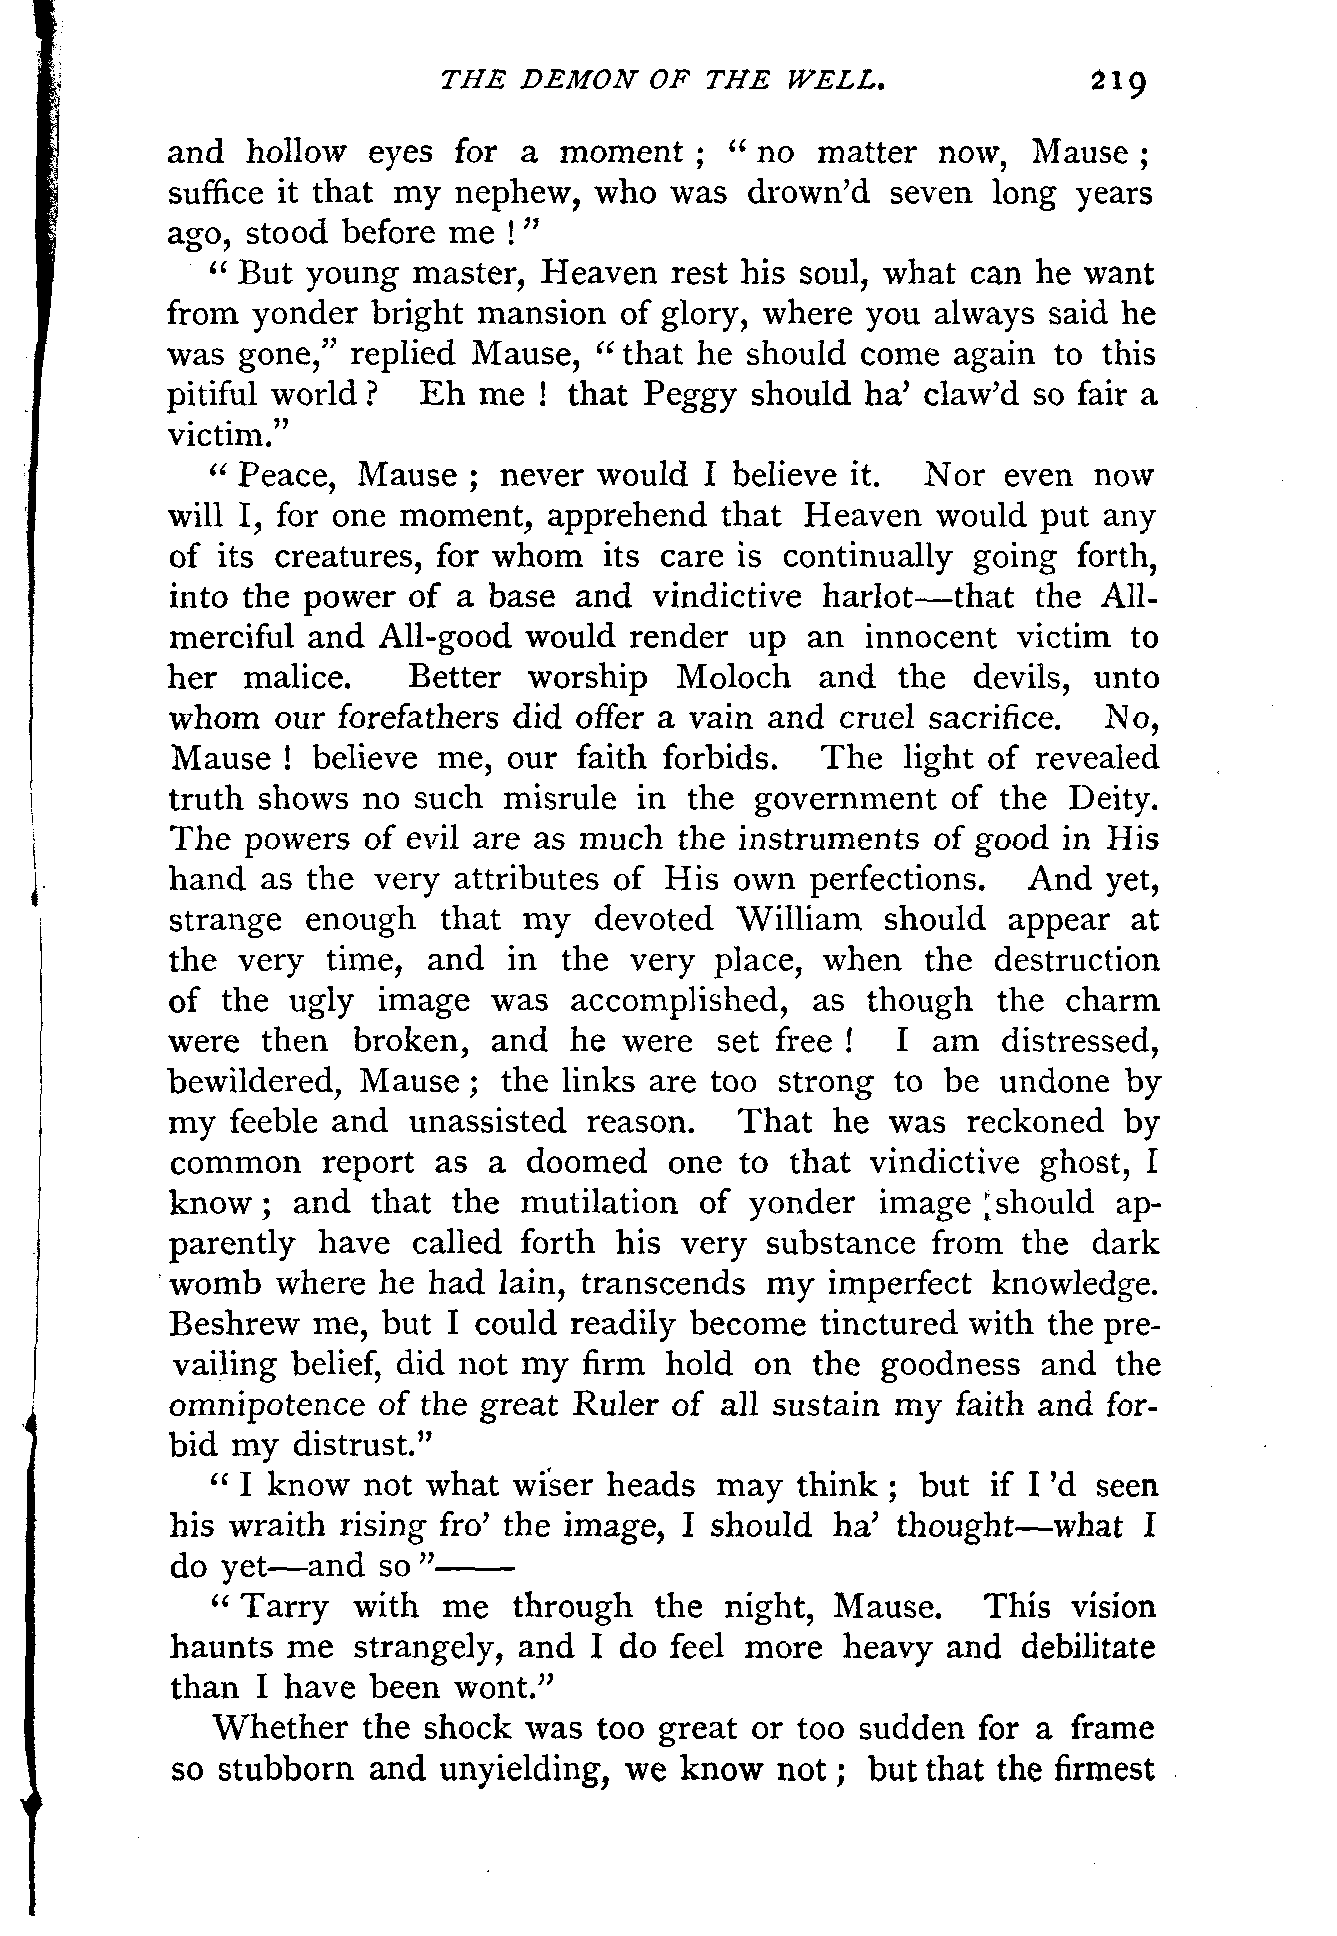 THE DEMON OF THE WELL. 219
and hollow eyes for a moment ; “ no matter now, Mause ;
suffice it that my nephew, who was drown’d seven long years
ago, stood before me ! ”
“ But young master, Heaven rest his soul, what can he want
from yonder bright mansion of glory, where you always said he
was gone,” replied Mause, “ that he should come again to this
pitiful world ? Eh me ! that Peggy should ha’ claw’d so fair a
victim.”
“ Peace, Mause ; never would I believe it. Nor even now
will I, for one moment, apprehend that Heaven would put any
of its creatures, for whom its care is continually going forth,
into the power of a base and vindictive harlot—that the All-
merciful and All-good would render up an innocent victim to
her malice. Better worship Moloch and the devils, unto
whom our forefathers did offer a vain and cruel sacrifice. No,
Mause ! believe me, our faith forbids. The light of revealed
truth shows no such misrule in the government of the Deity.
The powers of evil are as much the instruments of good in His
hand as the very attributes of His own perfections. And yet,
strange enough that my devoted William should appear at
the very time, and in the very place, when the destruction
of the ugly image was accomplished, as though the charm
were then broken, and he were set free ! I am distressed,
bewildered, Mause ; the links are too strong to be undone by
my feeble and unassisted reason. That he was reckoned by
common report as a doomed one to that vindictive ghost, I
know ; and that the mutilation of yonder image should ap-
parently have called forth his very substance from the dark
womb where he had lain, transcends my imperfect knowledge.
Beshrew me, but I could readily become tinctured with the pre-
vailing belief, did not my firm hold on the goodness and the
omnipotence of the great Ruler of all sustain my faith and for-
bid my distrust.”
“ I know not what wiser heads may think ; but if I ’d seen
his wraith rising fro’ the image, I should ha’ thought—what I
do yet—and so ”——
“ Tarry with me through the night, Mause. This vision
haunts me strangely, and I do feel more heavy and debilitate
than I have been wont.”
Whether the shock was too great or too sudden for a frame
so stubborn and unyielding, we know not ; but that the firmest